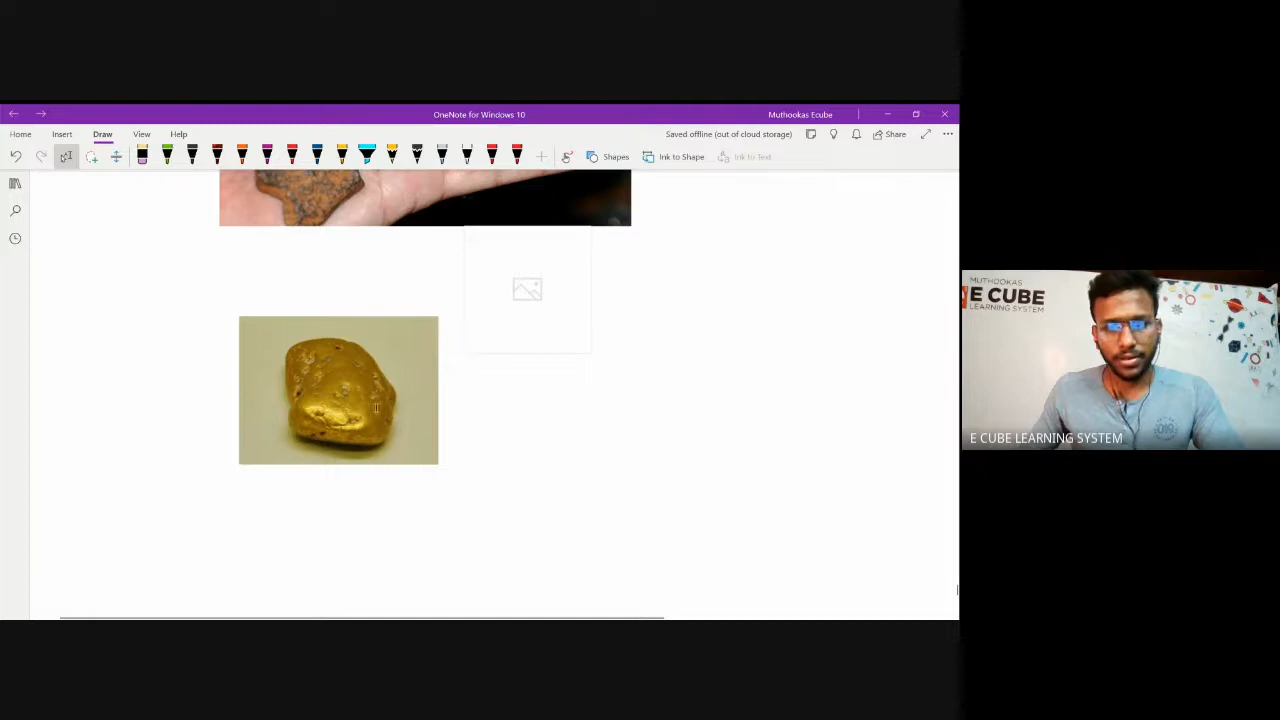 OneNote for Windows 10
Muthookas Ecube
Home Insert Draw View Help
Saved offline (out of cloud storage)
Share
Shapes
Ink to Shape
Ink to Text
MUTHOOKAS
E CUBE
LEARNING SYSTEM
019
E CUBE LEARNING SYSTEM